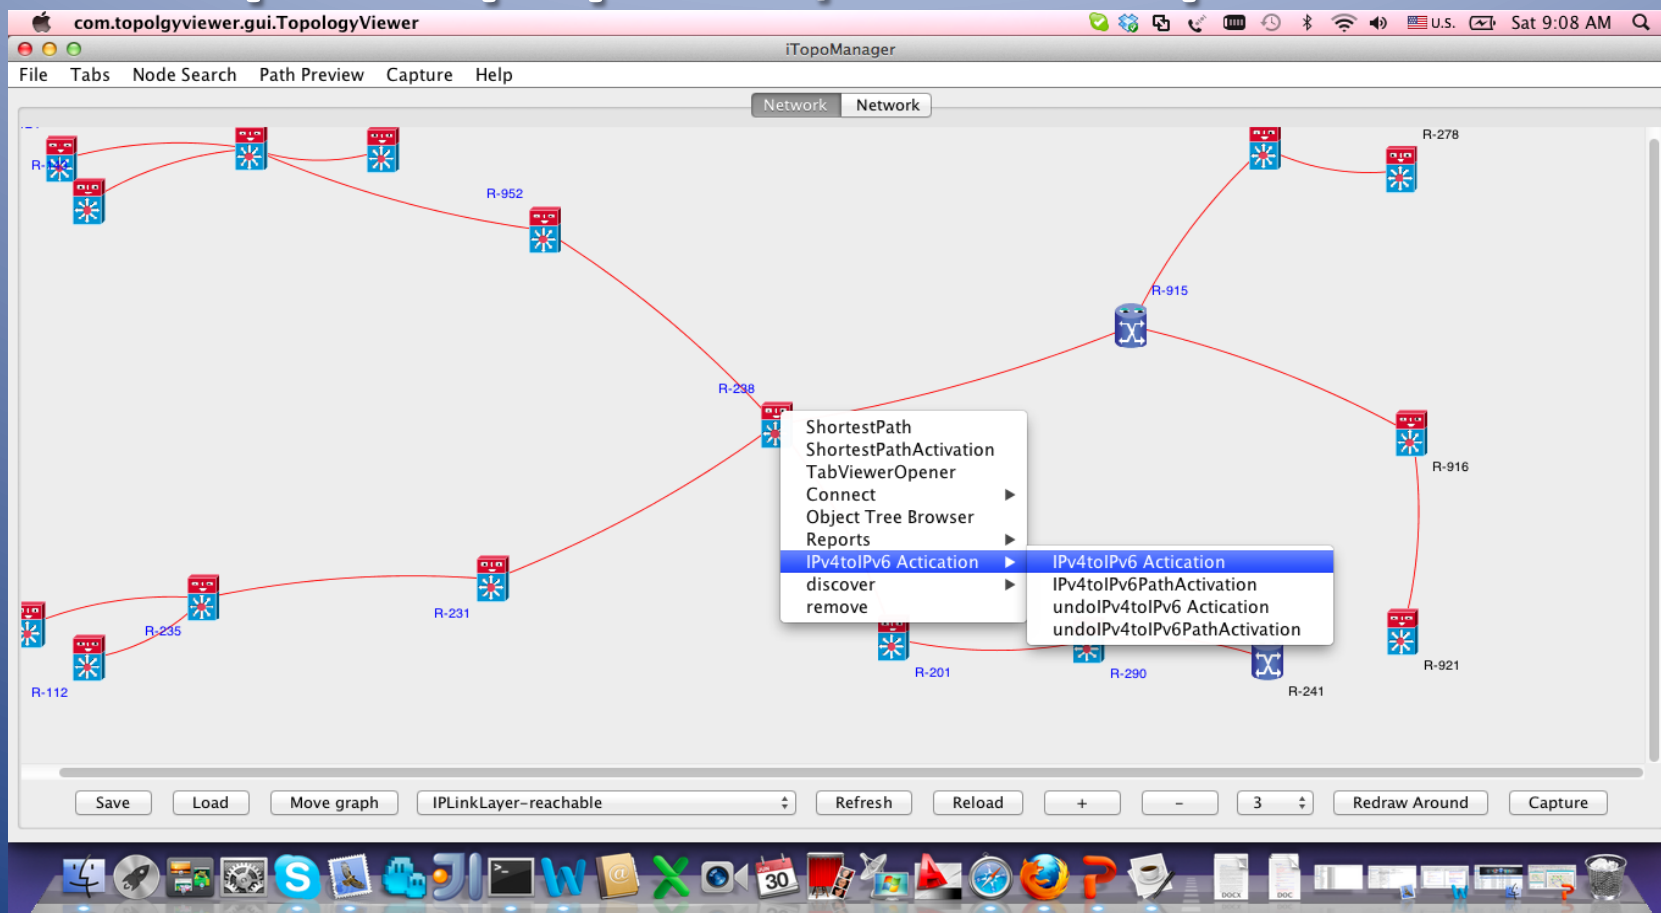 com.topolgyviewer.gui.TopologyViewer
U.S.
Sat 9:08 AM
iTopoManager
File Tabs Node Search Path Preview Capture Help
Network Network
R-278
R-952
R-915
R-238
ShortestPath
ShortestPathActivation
TabViewerOpener
Connect
Object Tree Browser
Reports
IPv4toIPv6 Actication
discover
remove
IPv4toIPv6 Actication
IPv4toIPv6PathActivation
undoIPv4toIPv6 Actication
undoIPv4toIPv6PathActivation
R-916
R-231
R-235
R-921
R-201
R-290
R-112
R-241
Save Load Move graph IPLinkLayer-reachable Refresh Reload + - 3 Redraw Around Capture
JUN
30
DOCX
DOC